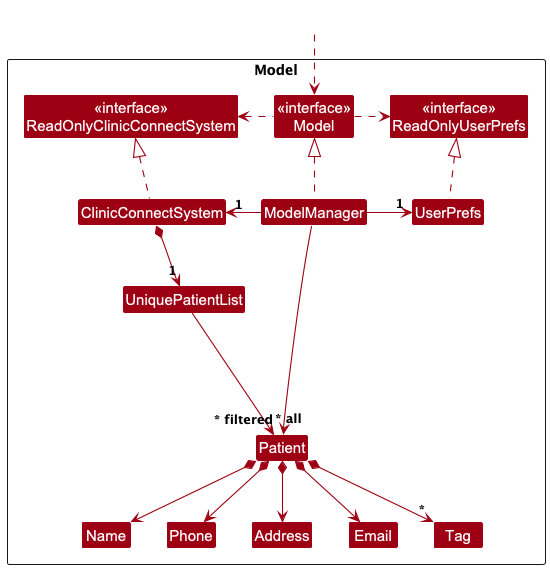 Model
«interface»
ReadOnlyClinicConnectSystem
«interface»
Model
«interface»
ReadOnlyUserPrefs
ClinicConnectSystem
1
ModelManager
1
UserPrefs
1
UniquePatientList
* filtered
* all
Patient
*
Name
Phone
Address
Email
Tag